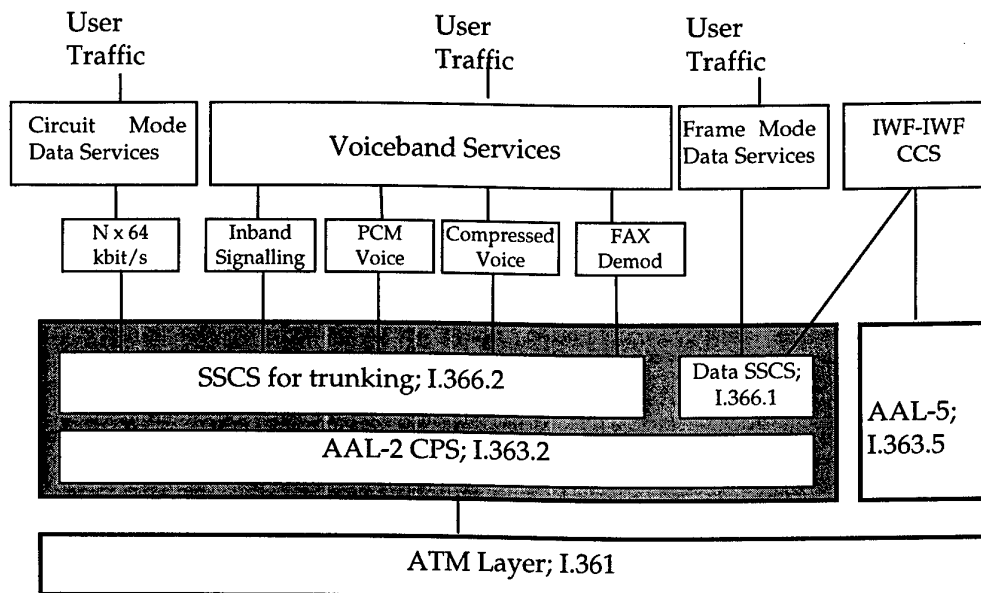 User
Traffic
User
Traffic
User
Traffic
Circuit Mode
Data Services
Voiceband Services
Frame Mode
Data Services
IWF-IWF
CCS
N x 64
kbit/s
Inband
Signalling
PCM
Voice
Compressed
Voice
FAX
Demod
SSCS for trunking; I.366.2
Data SSCS;
I.366.1
AAL-2 CPS; I.363.2
AAL-5;
I.363.5
ATM Layer; I.361